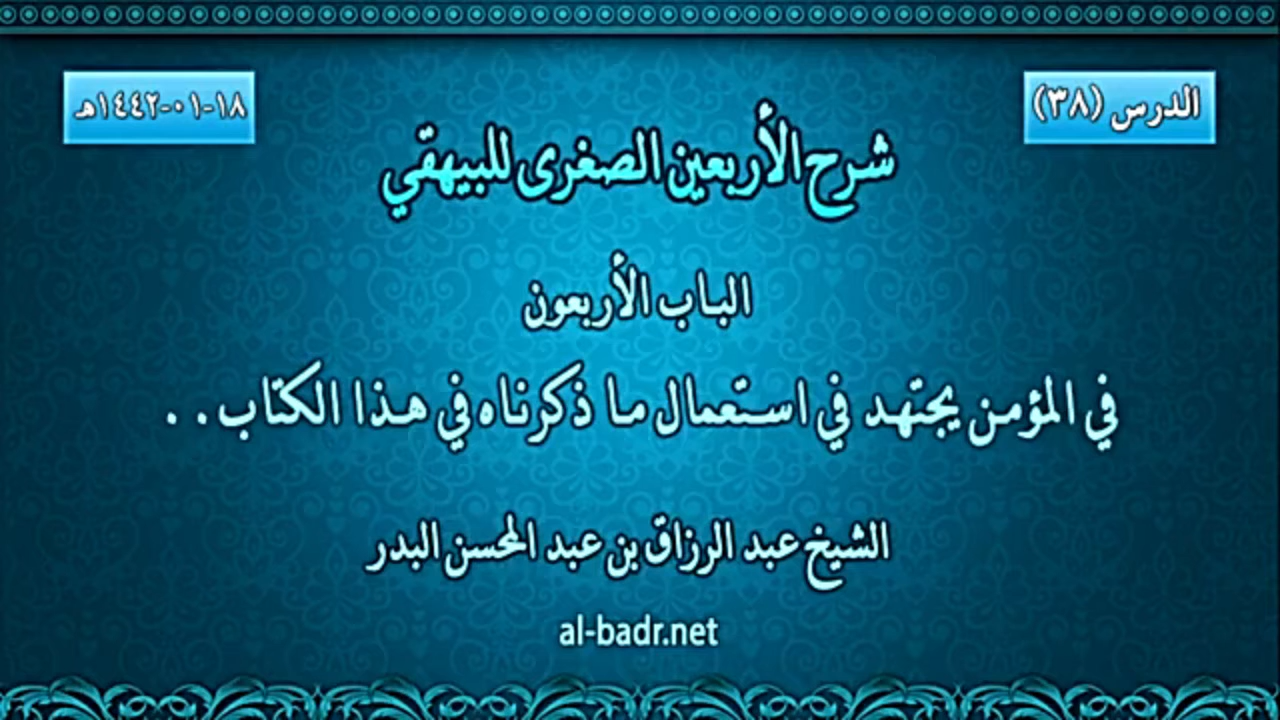 الدرس (٣٨)
١٨-٠١-١٤٤٢هـ
شرح الأربعين الصغرى للبيهقي
الباب الأربعون
في المؤمن يجتهد في استعمال ما ذكرناه في هذا الكتاب . .
الشيخ عبد الرزاق بن عبد المحسن البدر
al-badr.net